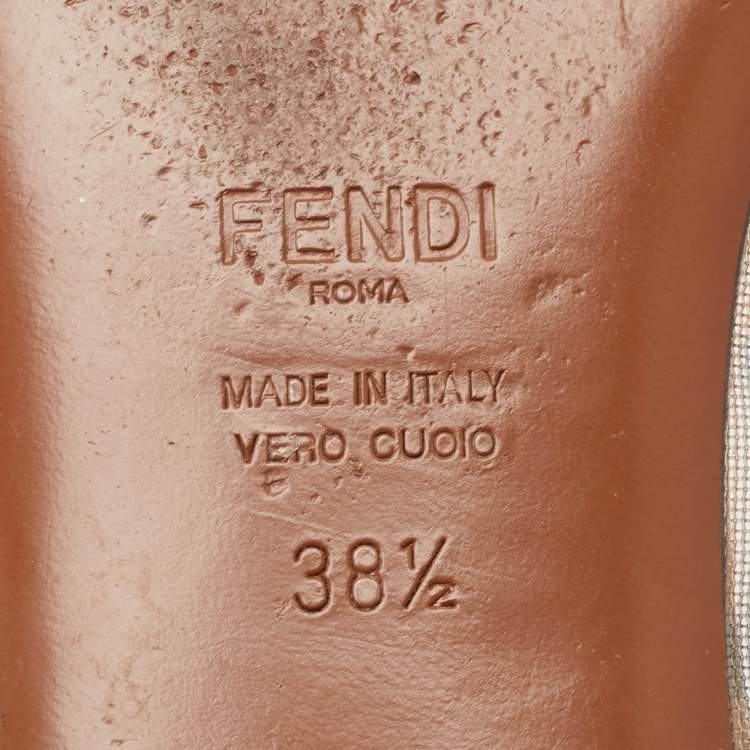 FENDI
ROMA
MADE IN ITALY
VERO CUOIO
38½